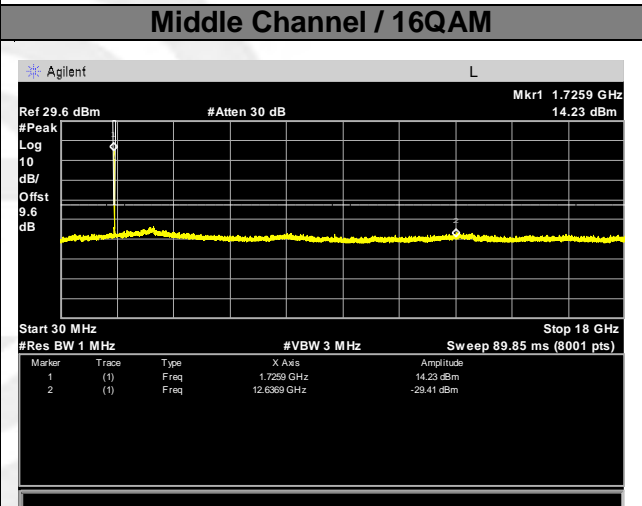 Middle Channel / 16QAM
Agilent L
Mkr1 1.7259 GHz
Ref 29.6 dBm #Atten 30 dB 14.23 dBm
#Peak
Log
10
dB/
Offst
9.6
dB
1
2
Start 30 MHz Stop 18 GHz
#Res BW 1 MHz #VBW 3 MHz Sweep 89.85 ms (8001 pts)
Marker Trace Type X Axis Amplitude
1 (1) Freq 1.7259 GHz 14.23 dBm
2 (1) Freq 12.6369 GHz -29.41 dBm